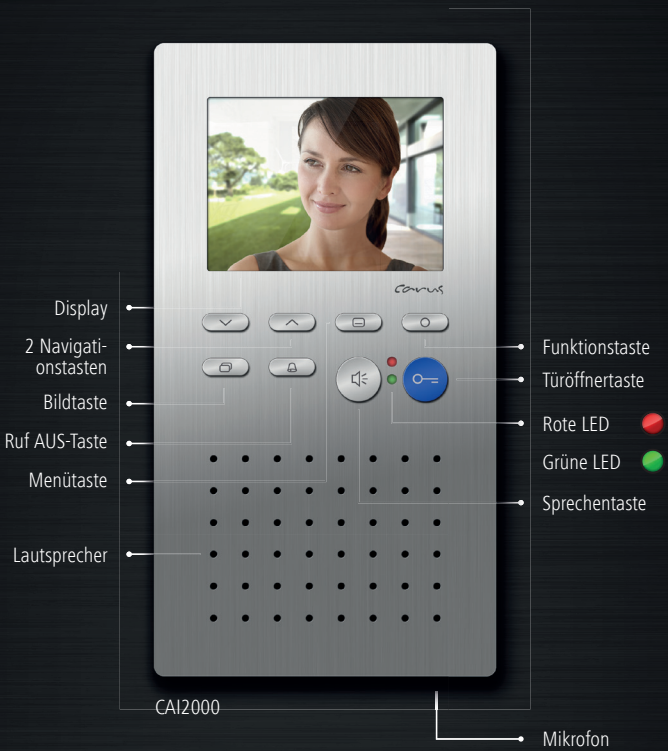 carus
Display
2 Navigati-
onstasten
Bildtaste
Ruf AUS-Taste
Menütaste
Lautsprecher
Funktionstaste
Türöffnertaste
Rote LED
Grüne LED
Sprechentaste
CAI2000
Mikrofon